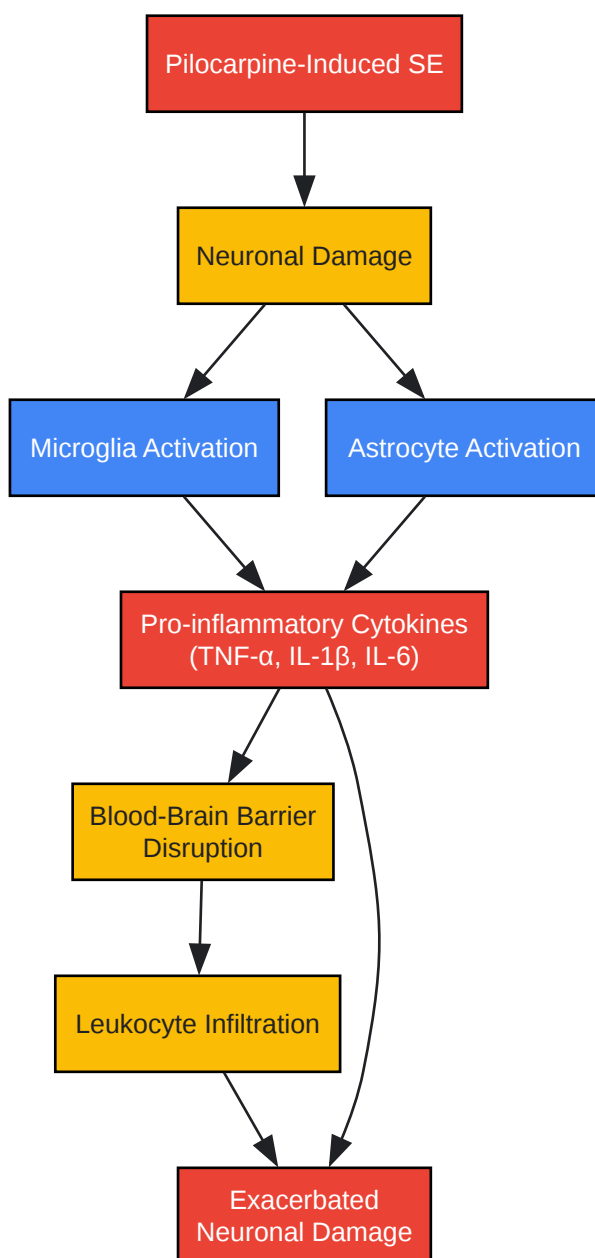 Pilocarpine-Induced SE
Neuronal Damage
Microglia Activation
Astrocyte Activation
Pro-inflammatory Cytokines
(TNF-α, IL-1β, IL-6)
Blood-Brain Barrier
Disruption
Leukocyte Infiltration
Exacerbated
Neuronal Damage